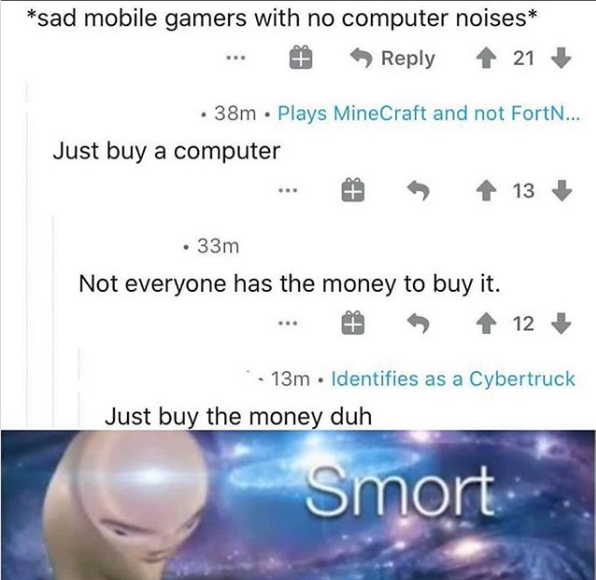 *sad mobile gamers with no computer noises*
... Reply 21
• 38m • Plays MineCraft and not FortN...
Just buy a computer
... 13
• 33m
Not everyone has the money to buy it.
... 12
• 13m • Identifies as a Cybertruck
Just buy the money duh
Smort